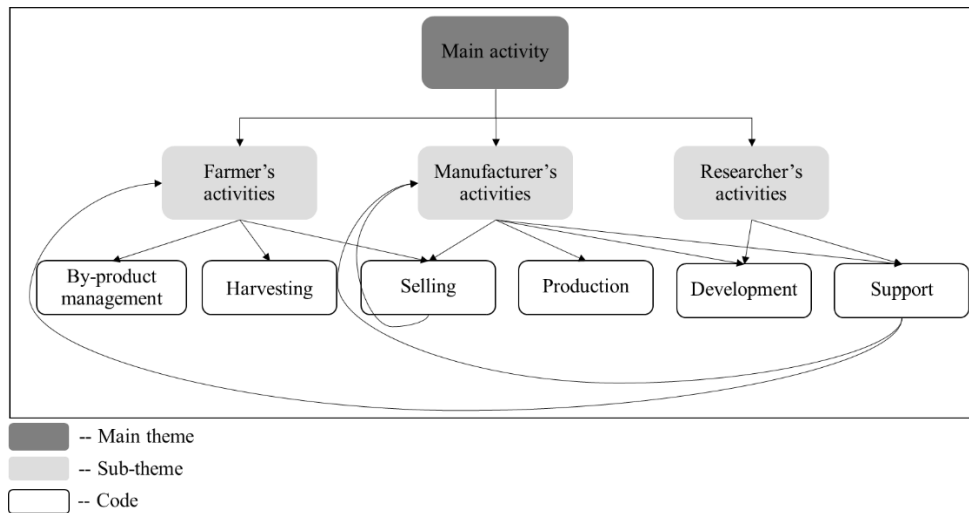 Main activity
Farmer’s
activities
Manufacturer’s
activities
Researcher’s
activities
By-product
management
Harvesting
Selling
Production
Development
Support
-- Main theme
-- Sub-theme
-- Code